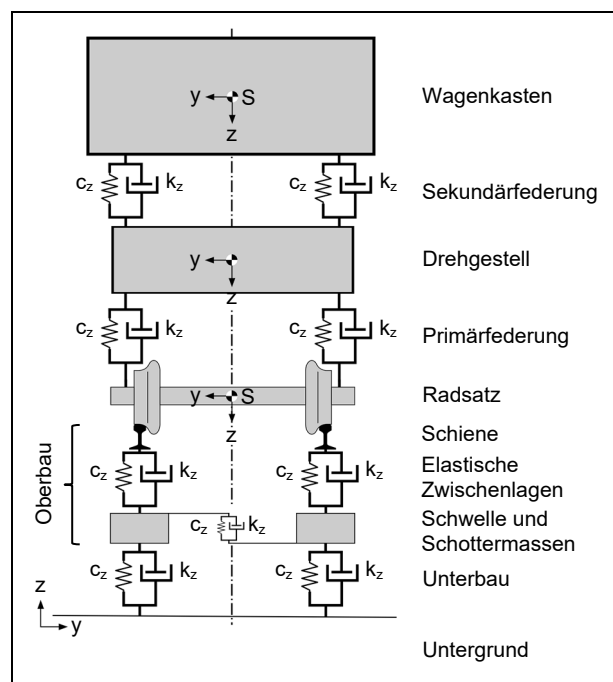 y S
z
Wagenkasten
c_z k_z c_z k_z
Sekundärfederung
y
z
Drehgestell
c_z k_z c_z k_z
Primärfederung
y S
z
Radsatz
Schiene
Oberbau
c_z k_z c_z k_z
Elastische
Zwischenlagen
c_z k_z
Schwelle und
Schottermassen
c_z k_z c_z k_z
Unterbau
z
y
Untergrund